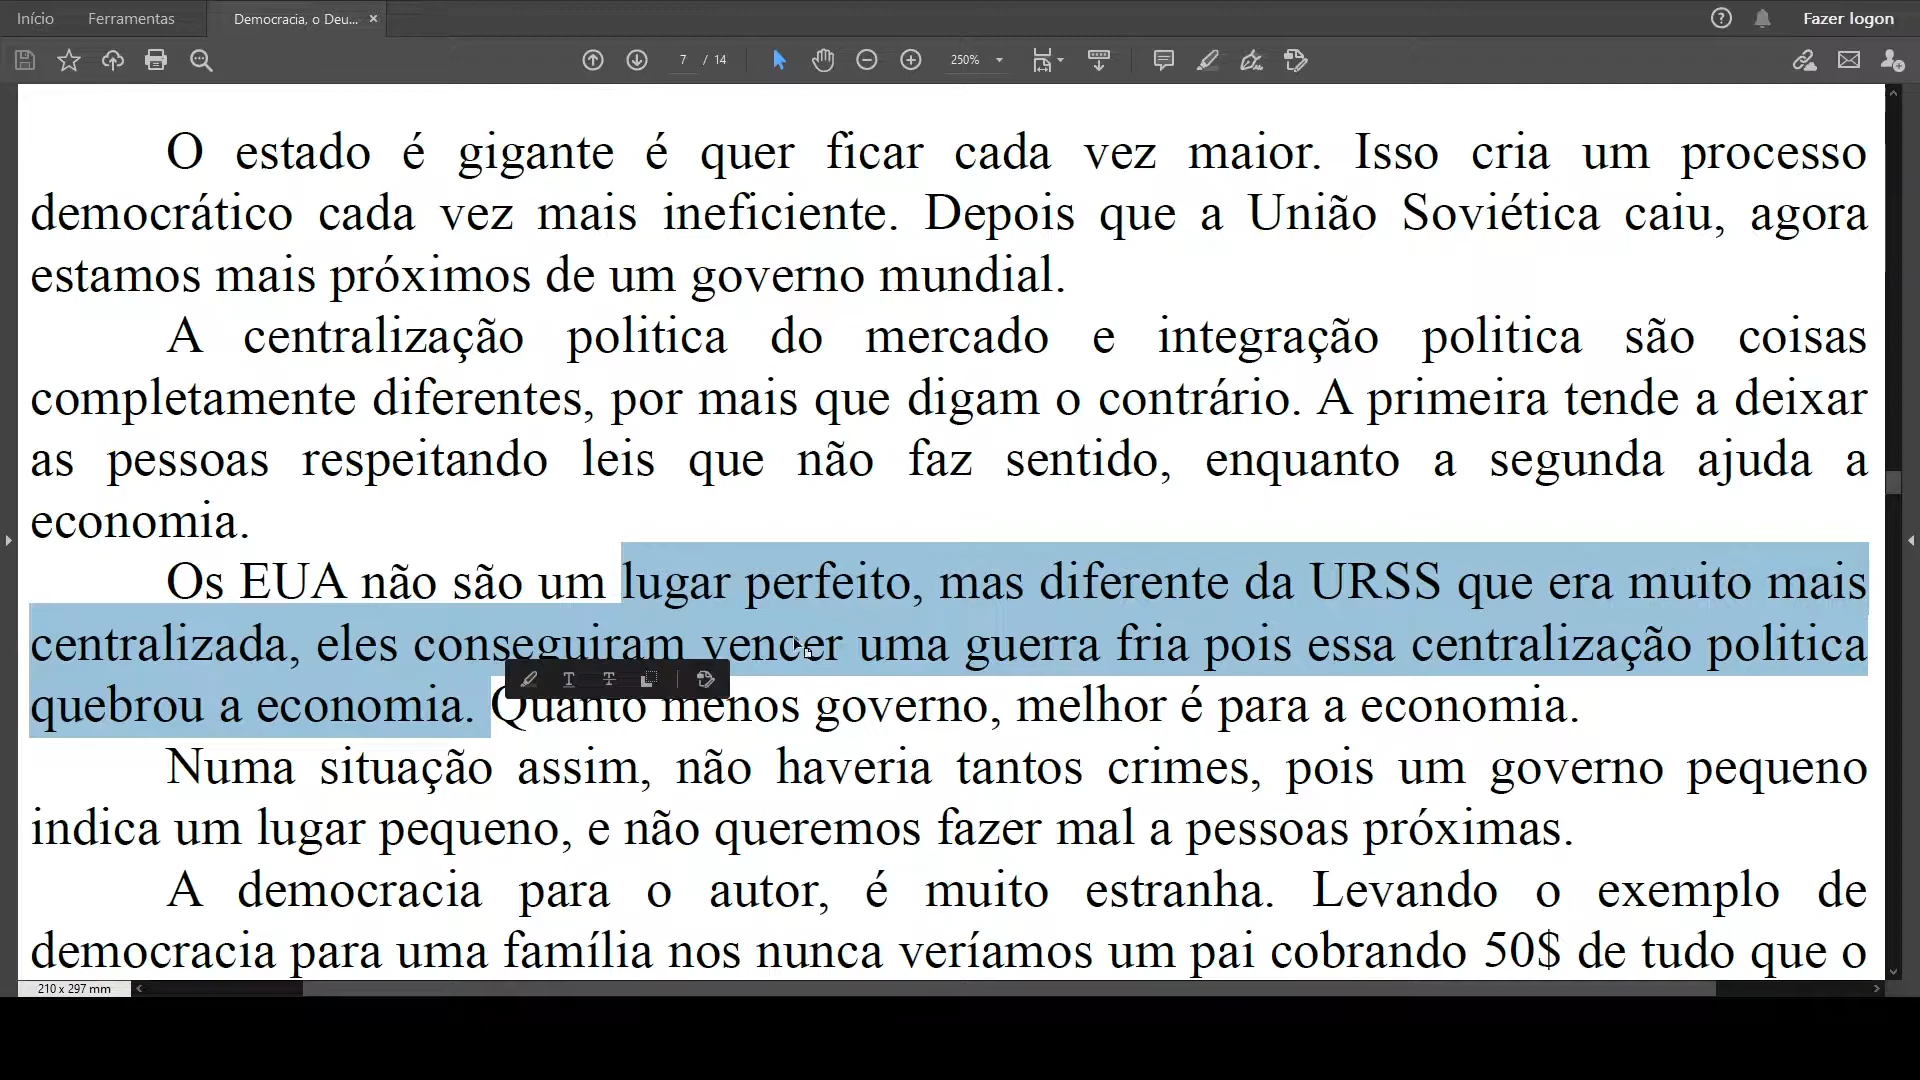 Início Ferramentas Democracia, o Deu... × Fazer logon
7 / 14 250%
O estado é gigante é quer ficar cada vez maior. Isso cria um processo
democrático cada vez mais ineficiente. Depois que a União Soviética caiu, agora
estamos mais próximos de um governo mundial.
A centralização politica do mercado e integração politica são coisas
completamente diferentes, por mais que digam o contrário. A primeira tende a deixar
as pessoas respeitando leis que não faz sentido, enquanto a segunda ajuda a
economia.
Os EUA não são um lugar perfeito, mas diferente da URSS que era muito mais
centralizada, eles conseguiram vencer uma guerra fria pois essa centralização politica
quebrou a economia. Quanto menos governo, melhor é para a economia.
Numa situação assim, não haveria tantos crimes, pois um governo pequeno
indica um lugar pequeno, e não queremos fazer mal a pessoas próximas.
A democracia para o autor, é muito estranha. Levando o exemplo de
democracia para uma família nos nunca veríamos um pai cobrando 50$ de tudo que o
210 x 297 mm